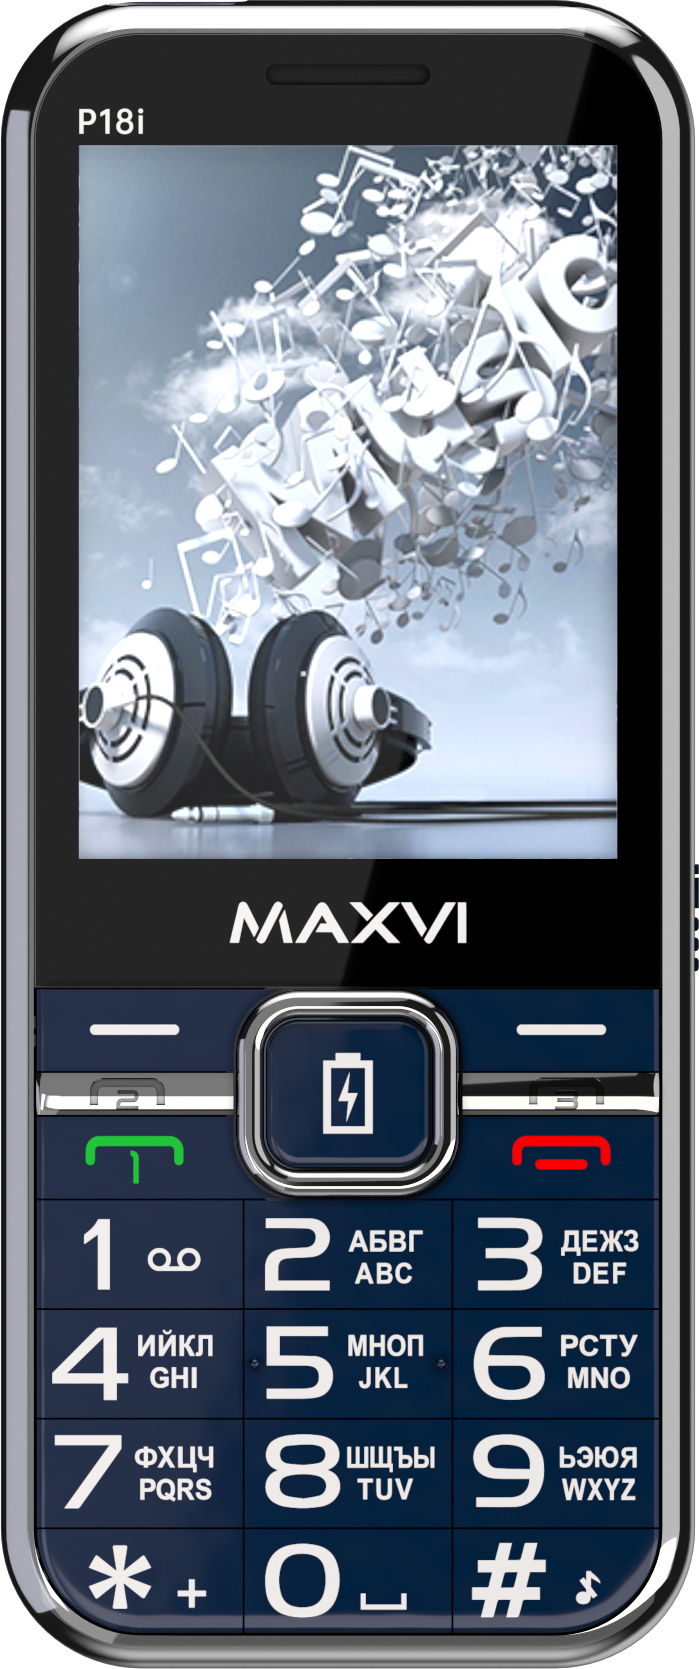 P18i
MAXVI
2 3
1
1
2 АБВГ
ABC
3 ДЕЖЗ
DEF
4 ИЙКЛ
GHI
5 МНОП
JKL
6 РСТУ
MNO
7 ФХЦЧ
PQRS
8 ШЩЪЫ
TUV
9 ЬЭЮЯ
WXYZ
* +
0
#